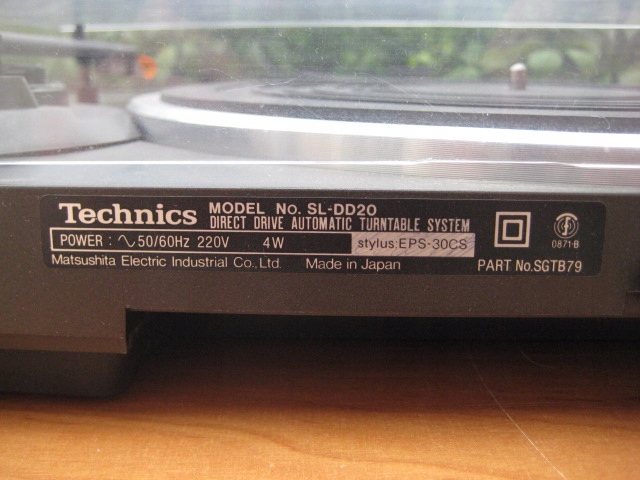 Technics MODEL No. SL-DD20
DIRECT DRIVE AUTOMATIC TURNTABLE SYSTEM
POWER : ∿50/60Hz 220V 4W stylus:EPS-30CS
0871-B
Matsushita Electric Industrial Co., Ltd. Made in Japan PART No.SGTB79